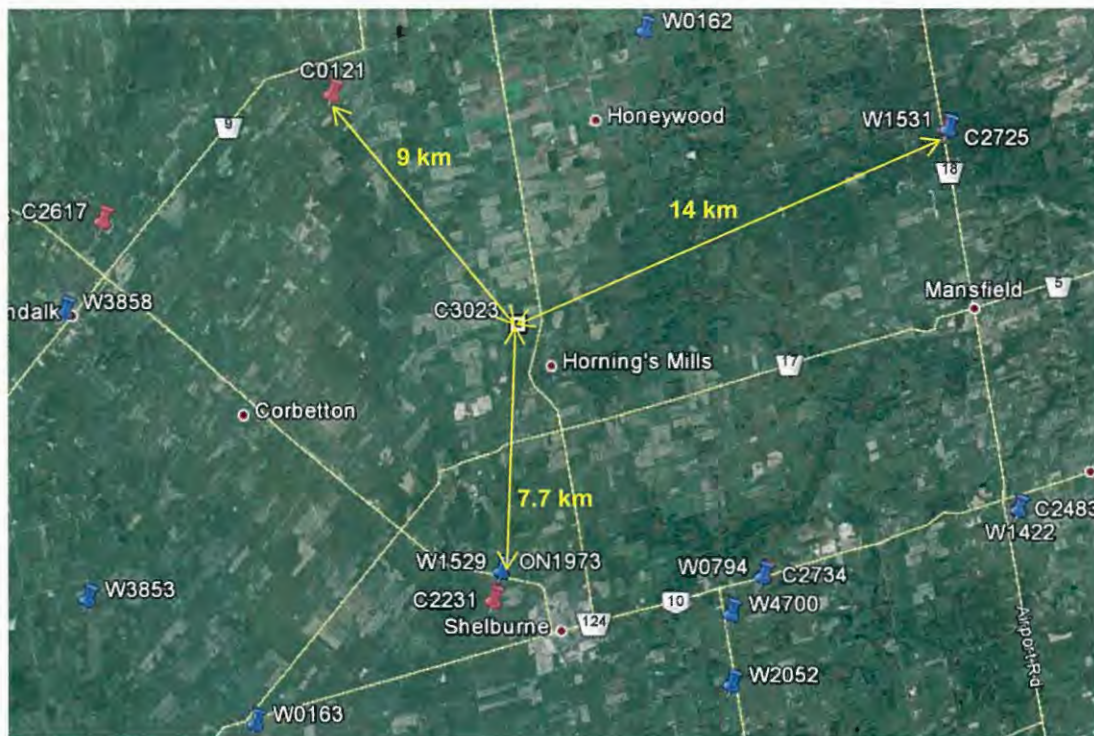 W0162
C0121
Honeywood
W1531
C2725
9
9 km
18
14 km
C2617
W3858
ndalk
C3023
Mansfield
5
Horning's Mills
17
Corbetton
7.7 km
W1529
ON1973
C2483
W1422
W0794
C2734
W3853
C2231
W4700
10
Shelburne
124
Airport Rd
W2052
W0163